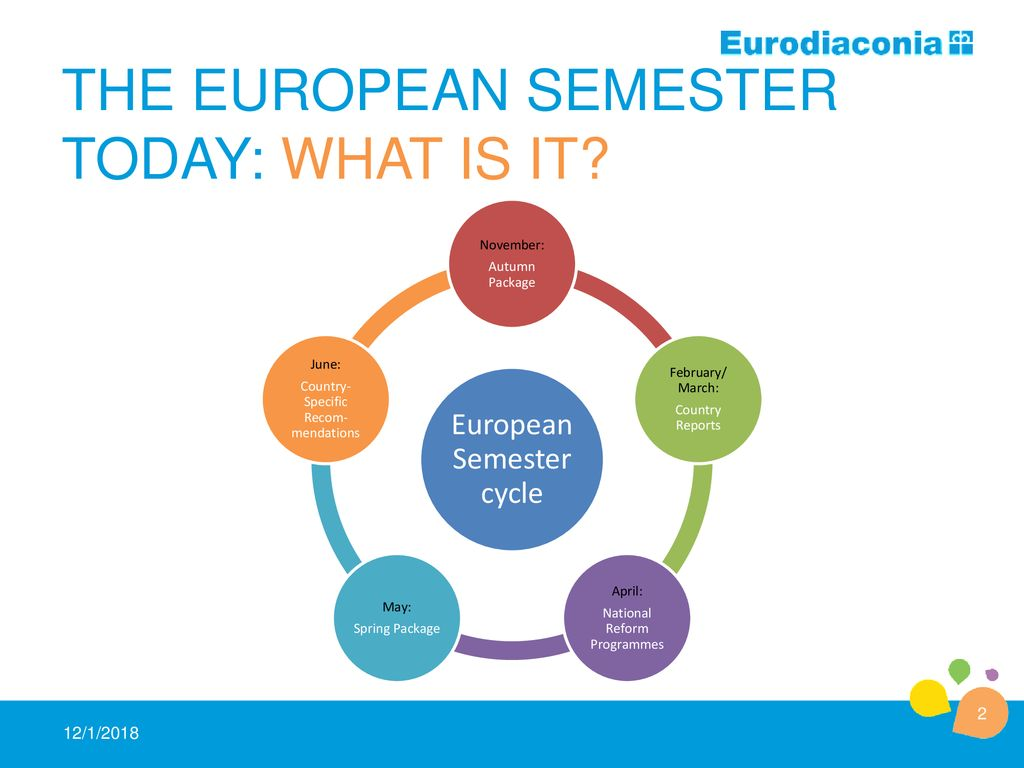 Eurodiaconia
THE EUROPEAN SEMESTER
TODAY: WHAT IS IT?
November:
Autumn
Package
February/
March:
Country
Reports
April:
National
Reform
Programmes
May:
Spring Package
June:
Country-
Specific
Recom-
mendations
European
Semester
cycle
12/1/2018
2